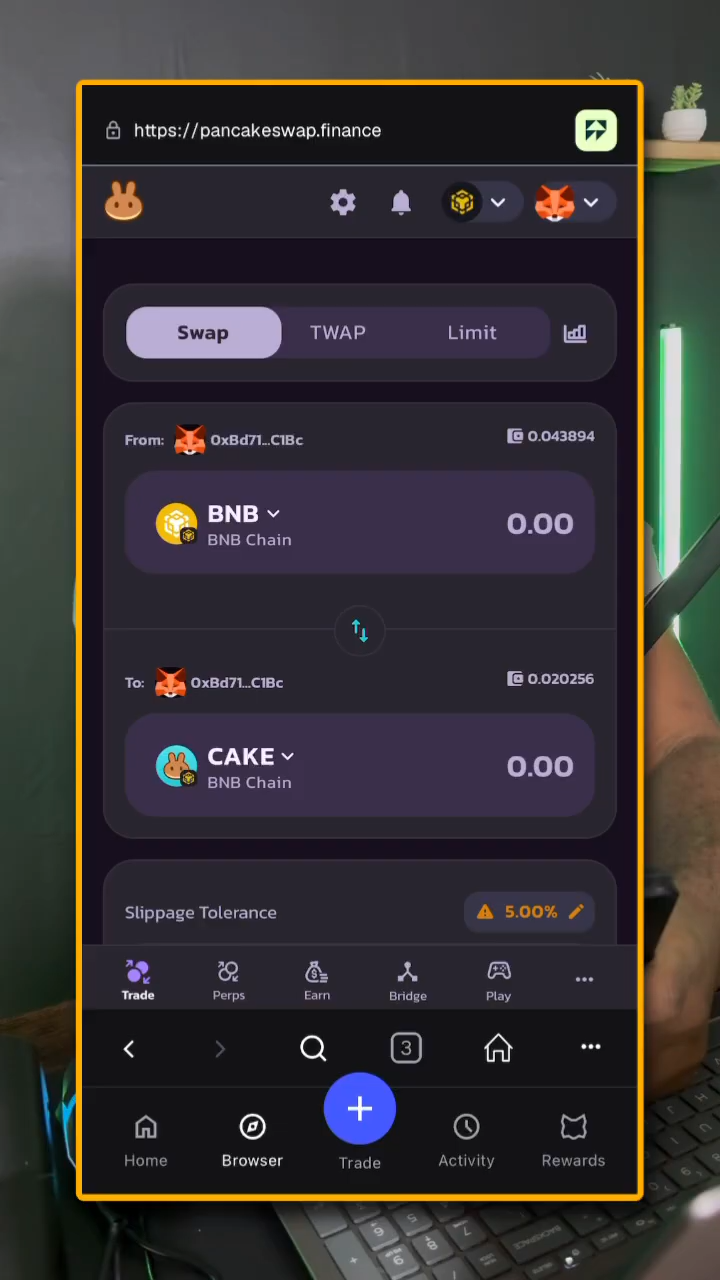 https://pancakeswap.finance
Swap TWAP Limit
From: 0xBd71...C1Bc 0.043894
BNB 0.00
BNB Chain
To: 0xBd71...C1Bc 0.020256
CAKE 0.00
BNB Chain
Slippage Tolerance 5.00%
Trade Perps Earn Bridge Play
3
Home Browser Trade Activity Rewards
BACKSPACE